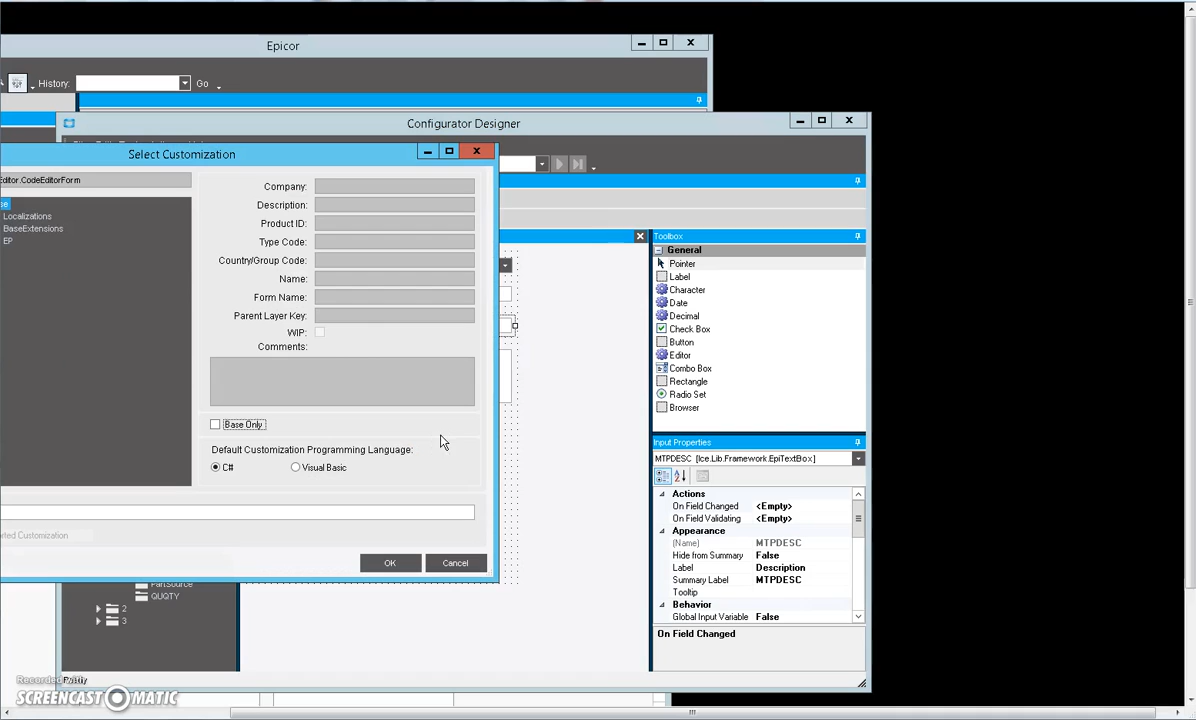 Epicor
History:
Go
Configurator Designer
Select Customization
Editor.CodeEditorForm
Localizations
BaseExtensions
EP
Company:
Description:
Product ID:
Type Code:
Country/Group Code:
Name:
Form Name:
Parent Layer Key:
WIP:
Comments:
Base Only
Default Customization Programming Language:
C#
Visual Basic
Customization
OK
Cancel
PartSource
QUQTY
2
3
Toolbox
General
Pointer
Label
Character
Date
Decimal
Check Box
Button
Editor
Combo Box
Rectangle
Radio Set
Browser
Input Properties
MTPDESC [Ice.Lib.Framework.EpiTextBox]
Actions
On Field Changed <Empty>
On Field Validating <Empty>
Appearance
(Name) MTPDESC
Hide from Summary False
Label Description
Summary Label MTPDESC
Tooltip
Behavior
Global Input Variable False
On Field Changed
Recorded with
SCREENCAST-O-MATIC